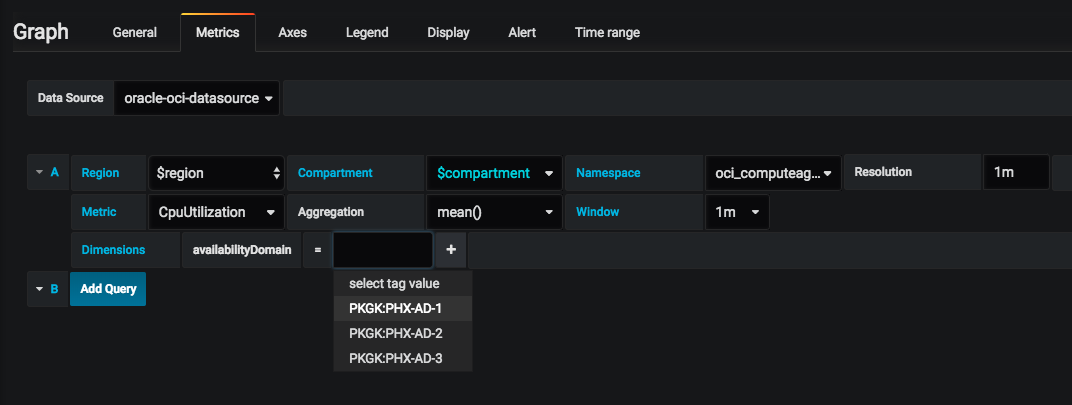 Graph General Metrics Axes Legend Display Alert Time range
Data Source oracle-oci-datasource
A Region $region Compartment $compartment Namespace oci_computeag... Resolution 1m
Metric CpuUtilization Aggregation mean() Window 1m
Dimensions availabilityDomain = +
B Add Query
select tag value
PKGK:PHX-AD-1
PKGK:PHX-AD-2
PKGK:PHX-AD-3